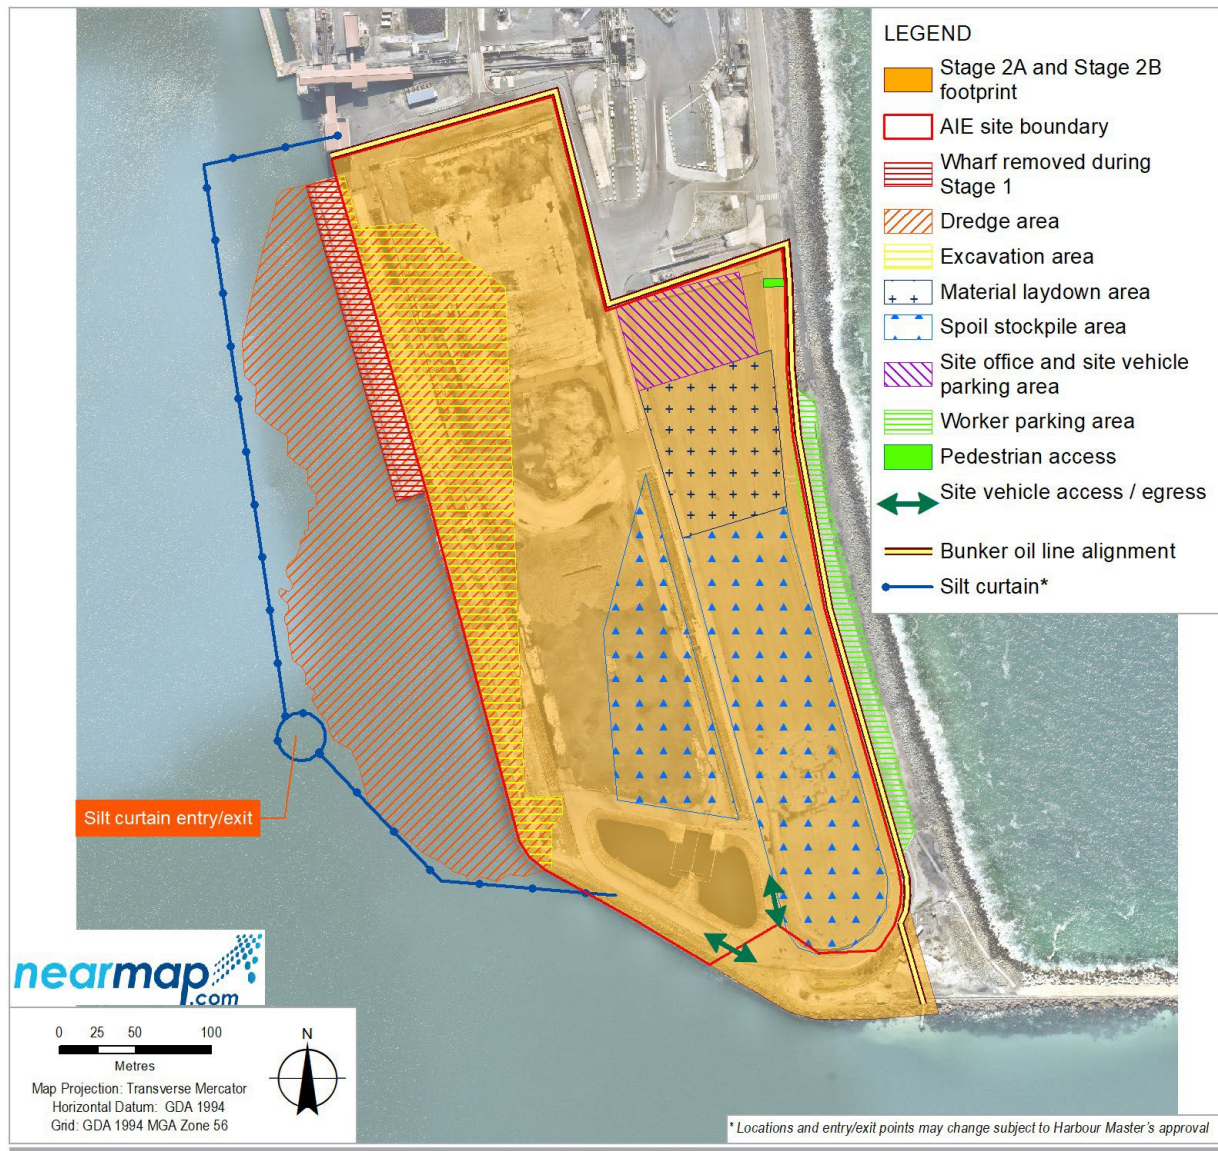 LEGEND
Stage 2A and Stage 2B
footprint
AIE site boundary
Wharf removed during
Stage 1
Dredge area
Excavation area
Material laydown area
Spoil stockpile area
Site office and site vehicle
parking area
Worker parking area
Pedestrian access
Site vehicle access / egress
Bunker oil line alignment
Silt curtain*
Silt curtain entry/exit
nearmap
.com
0 25 50 100
Metres
Map Projection: Transverse Mercator
Horizontal Datum: GDA 1994
Grid: GDA 1994 MGA Zone 56
N
* Locations and entry/exit points may change subject to Harbour Master's approval